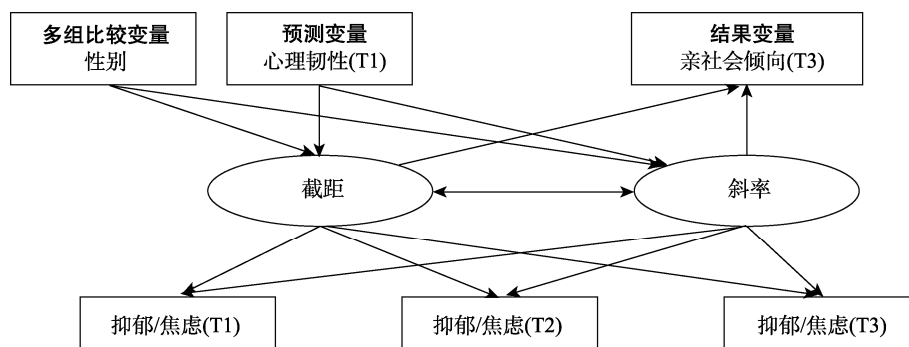 多组比较变量
性别
预测变量
心理韧性(T1)
结果变量
亲社会倾向(T3)
截距
斜率
抑郁/焦虑(T1)
抑郁/焦虑(T2)
抑郁/焦虑(T3)